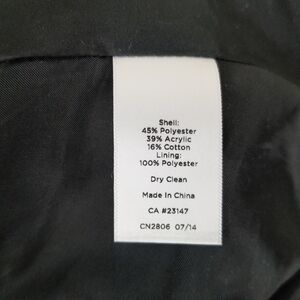 Shell:
45% Polyester
39% Acrylic
16% Cotton
Lining:
100% Polyester
Dry Clean
Made In China
CA #23147
CN2806 07/14